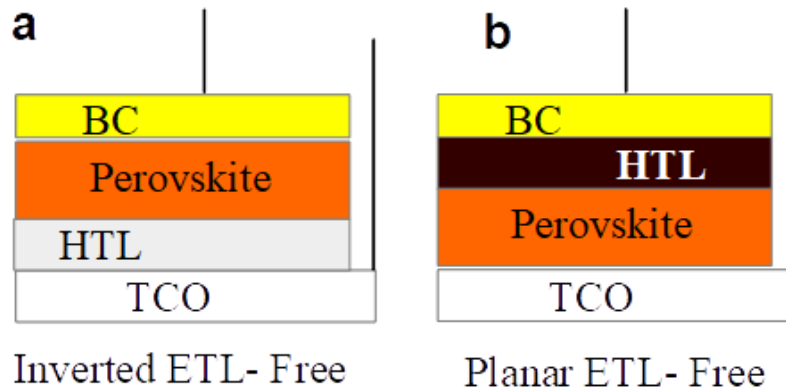 a
BC
Perovskite
HTL
TCO
Inverted ETL- Free
b
BC
HTL
Perovskite
TCO
Planar ETL- Free